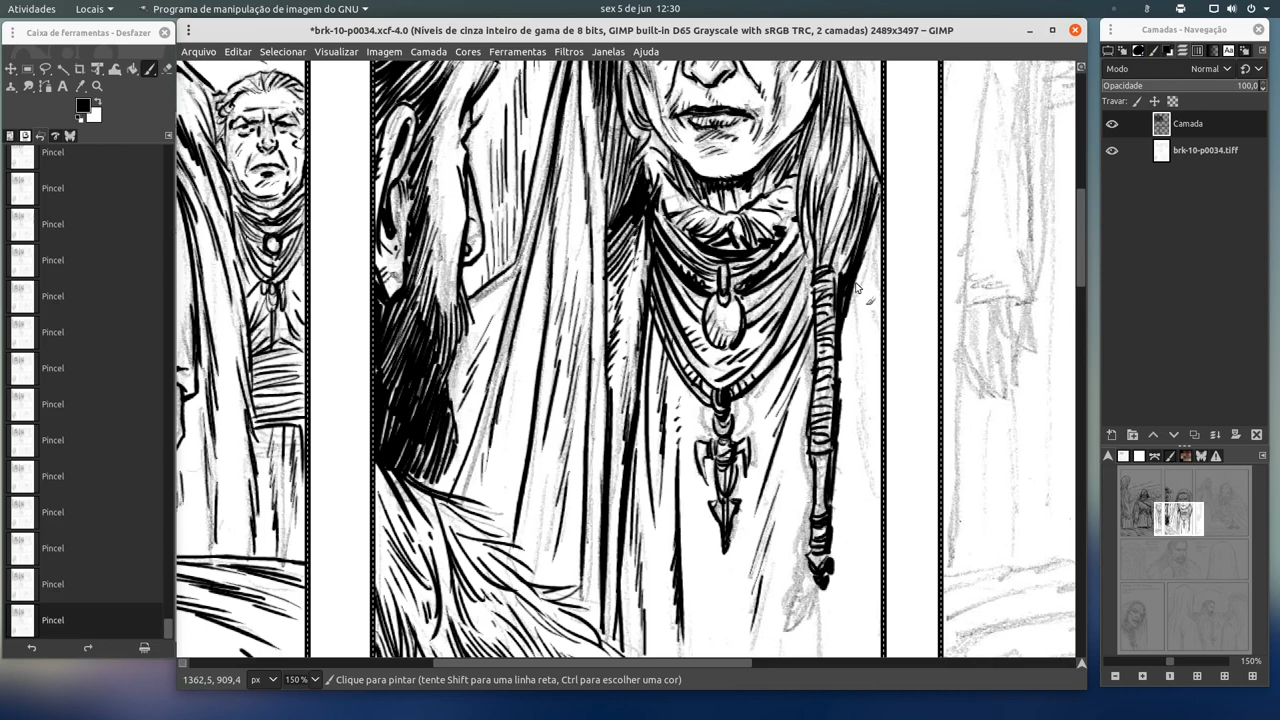 Atividades
Locais
Programa de manipulação de imagem do GNU
sex 5 de jun  12:30
Caixa de ferramentas - Desfazer
*brk-10-p0034.xcf-4.0 (Níveis de cinza inteiro de gama de 8 bits, GIMP built-in D65 Grayscale with sRGB TRC, 2 camadas) 2489x3497 – GIMP
Camadas - Navegação
Arquivo Editar Selecionar Visualizar Imagem Camada Cores Ferramentas Filtros Janelas Ajuda
Modo Normal
Opacidade 100,0
Travar:
Camada
brk-10-p0034.tiff
Pincel
Pincel
Pincel
Pincel
Pincel
Pincel
Pincel
Pincel
Pincel
Pincel
Pincel
Pincel
Pincel
Pincel
Aa
150%
1362,5, 909,4 px 150 % Clique para pintar (tente Shift para uma linha reta, Ctrl para escolher uma cor)